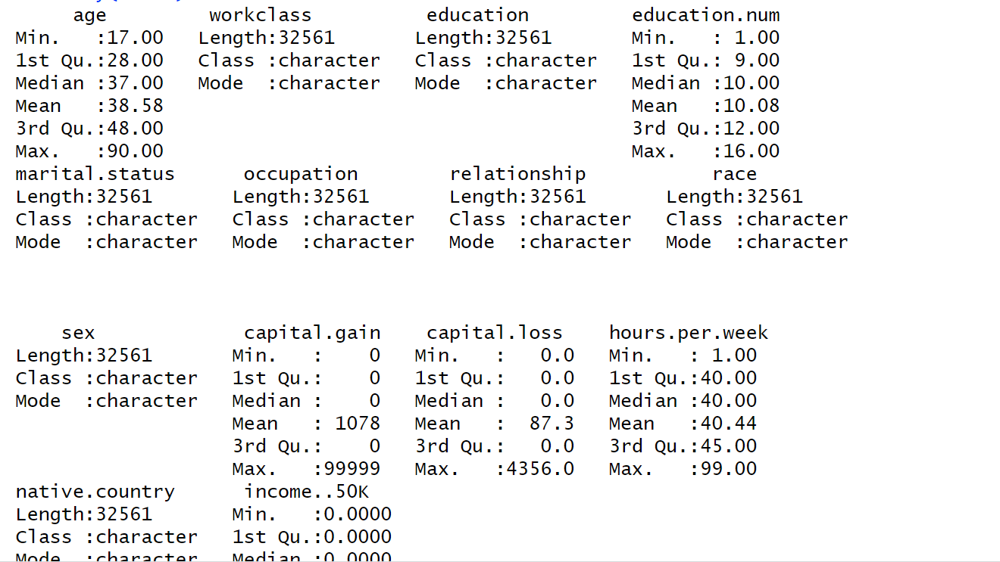 age         workclass          education         education.num
Min.   :17.00   Length:32561       Length:32561       Min.   : 1.00
1st Qu.:28.00   Class :character   Class :character   1st Qu.: 9.00
Median :37.00   Mode  :character   Mode  :character   Median :10.00
Mean   :38.58                                         Mean   :10.08
3rd Qu.:48.00                                         3rd Qu.:12.00
Max.   :90.00                                         Max.   :16.00
marital.status      occupation        relationship           race
Length:32561       Length:32561       Length:32561       Length:32561
Class :character   Class :character   Class :character   Class :character
Mode  :character   Mode  :character   Mode  :character   Mode  :character
    sex             capital.gain    capital.loss    hours.per.week
Length:32561       Min.   :    0   Min.   :   0.0   Min.   : 1.00
Class :character   1st Qu.:    0   1st Qu.:   0.0   1st Qu.:40.00
Mode  :character   Median :    0   Median :   0.0   Median :40.00
                   Mean   : 1078   Mean   :  87.3   Mean   :40.44
                   3rd Qu.:    0   3rd Qu.:   0.0   3rd Qu.:45.00
                   Max.   :99999   Max.   :4356.0   Max.   :99.00
native.country      income..50K
Length:32561       Min.   :0.0000
Class :character   1st Qu.:0.0000
Mode  :character   Median :0.0000